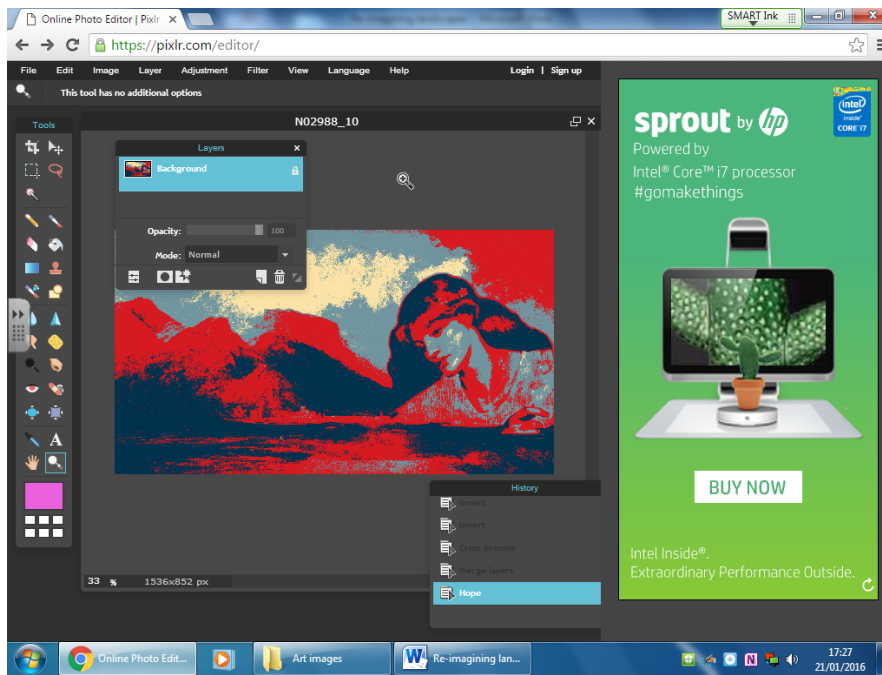 Online Photo Editor | Pixlr
SMART Ink
https://pixlr.com/editor/
File Edit Image Layer Adjustment Filter View Language Help Login | Sign up
This tool has no additional options
Tools
N02988_10
Layers
Background
Opacity: 100
Mode: Normal
A
33 % 1536x852 px
History
Invert
Invert
Cross process
Merge layers
Hope
sprout by hp
Powered by
Intel® Core™ i7 processor
#gomakethings
intel
inside
CORE i7
BUY NOW
Intel Inside®.
Extraordinary Performance Outside.
Online Photo Edit...
Art images
Re-imagining lan...
17:27
21/01/2016